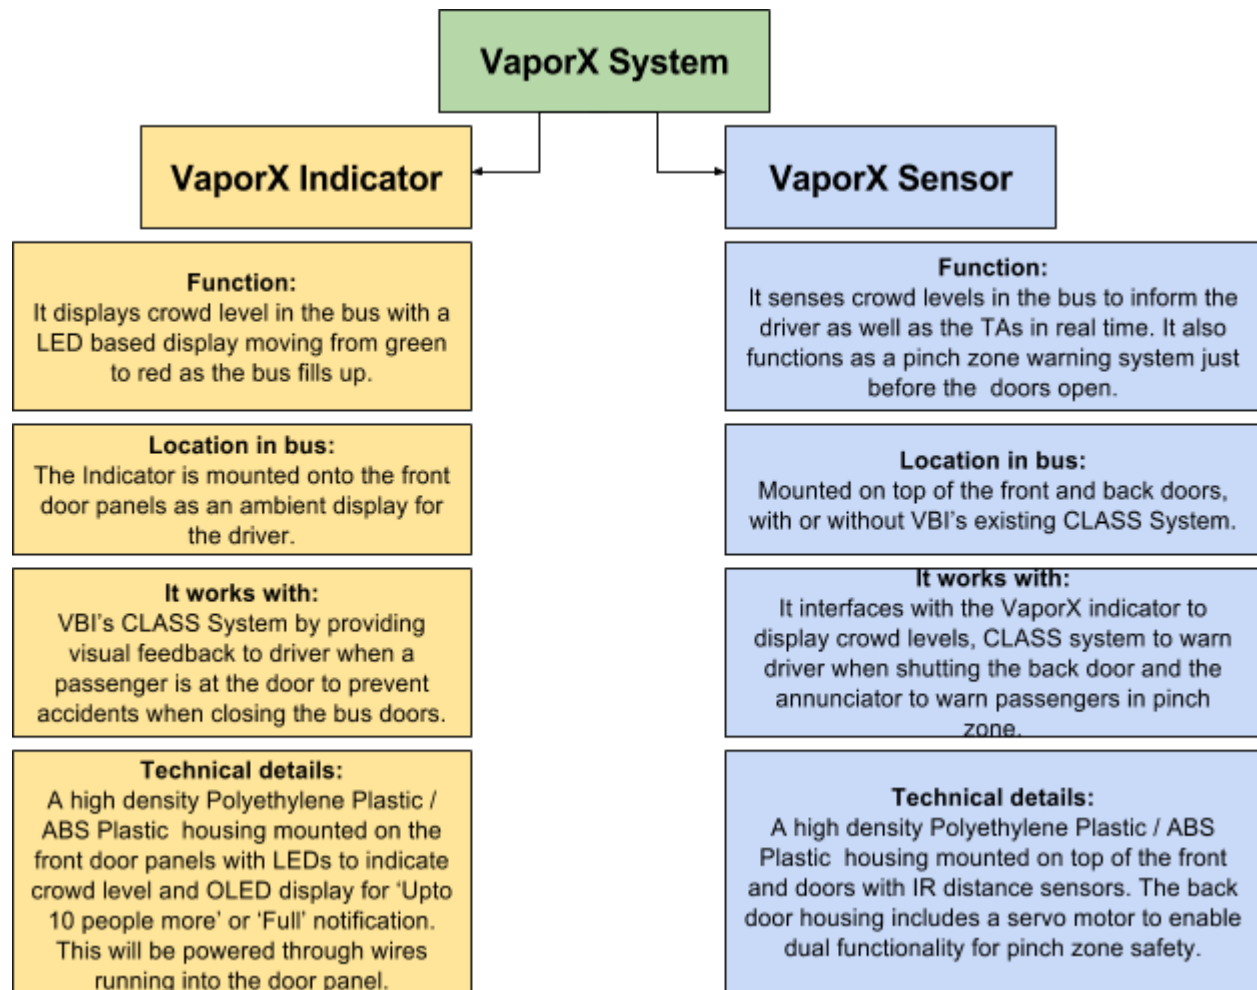 VaporX System
VaporX Indicator
Function:
It displays crowd level in the bus with a
LED based display moving from green
to red as the bus fills up.
Location in bus:
The Indicator is mounted onto the front
door panels as an ambient display for
the driver.
It works with:
VBI's CLASS System by providing
visual feedback to driver when a
passenger is at the door to prevent
accidents when closing the bus doors.
Technical details:
A high density Polyethylene Plastic /
ABS Plastic  housing mounted on the
front door panels with LEDs to indicate
crowd level and OLED display for 'Upto
10 people more' or 'Full' notification.
This will be powered through wires
running into the door panel.
VaporX Sensor
Function:
It senses crowd levels in the bus to inform the
driver as well as the TAs in real time. It also
functions as a pinch zone warning system just
before the  doors open.
Location in bus:
Mounted on top of the front and back doors,
with or without VBI's existing CLASS System.
It works with:
It interfaces with the VaporX indicator to
display crowd levels, CLASS system to warn
driver when shutting the back door and the
annunciator to warn passengers in pinch
zone.
Technical details:
A high density Polyethylene Plastic / ABS
Plastic  housing mounted on top of the front
and doors with IR distance sensors. The back
door housing includes a servo motor to enable
dual functionality for pinch zone safety.